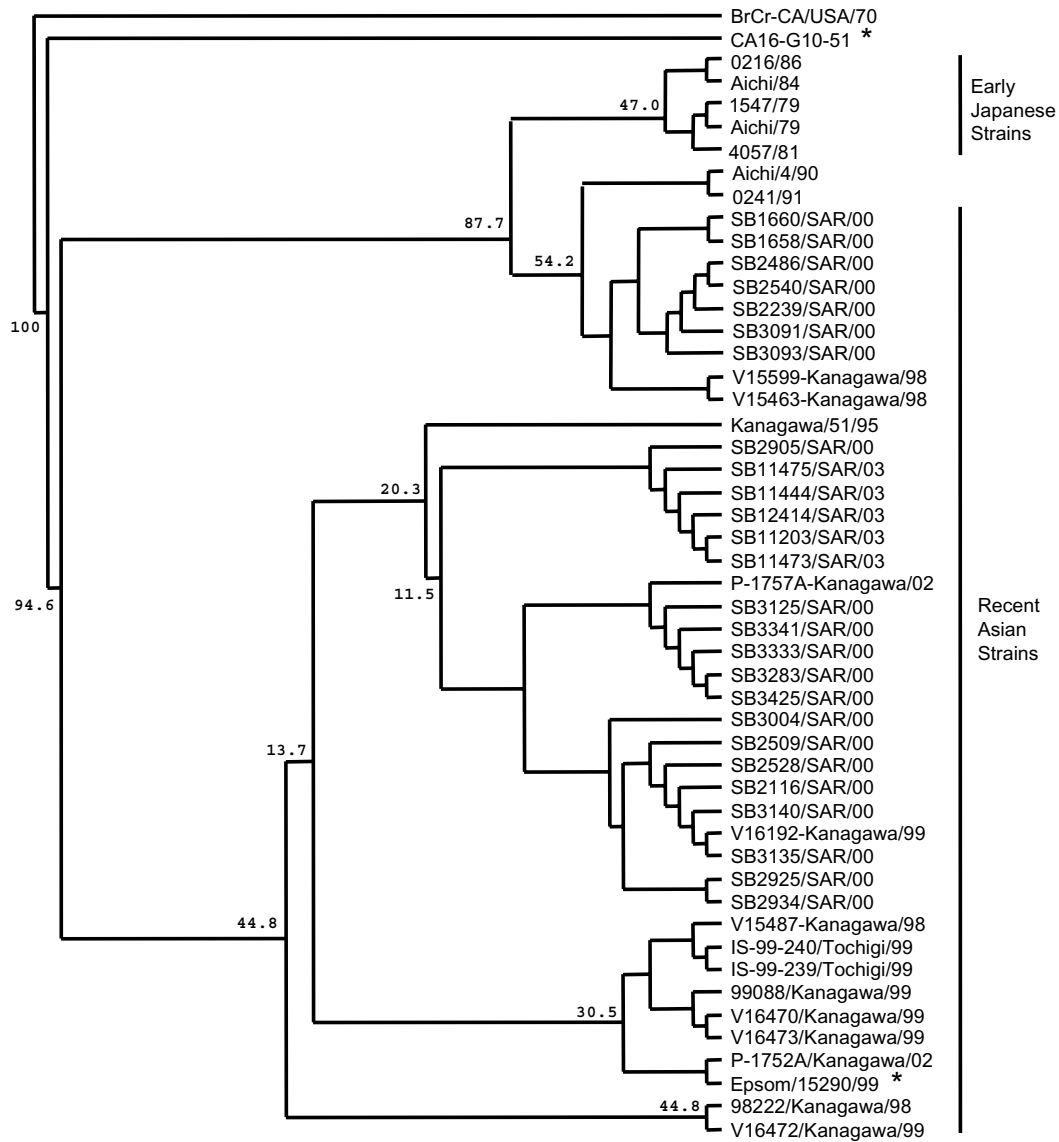 BrCr-CA/USA/70
CA16-G10-51 *
0216/86
Aichi/84
1547/79
Aichi/79
4057/81
Aichi/4/90
0241/91
SB1660/SAR/00
SB1658/SAR/00
SB2486/SAR/00
SB2540/SAR/00
SB2239/SAR/00
SB3091/SAR/00
SB3093/SAR/00
V15599-Kanagawa/98
V15463-Kanagawa/98
Kanagawa/51/95
SB2905/SAR/00
SB11475/SAR/03
SB11444/SAR/03
SB12414/SAR/03
SB11203/SAR/03
SB11473/SAR/03
P-1757A-Kanagawa/02
SB3125/SAR/00
SB3341/SAR/00
SB3333/SAR/00
SB3283/SAR/00
SB3425/SAR/00
SB3004/SAR/00
SB2509/SAR/00
SB2528/SAR/00
SB2116/SAR/00
SB3140/SAR/00
V16192-Kanagawa/99
SB3135/SAR/00
SB2925/SAR/00
SB2934/SAR/00
V15487-Kanagawa/98
IS-99-240/Tochigi/99
IS-99-239/Tochigi/99
99088/Kanagawa/99
V16470/Kanagawa/99
V16473/Kanagawa/99
P-1752A/Kanagawa/02
Epsom/15290/99 *
98222/Kanagawa/98
V16472/Kanagawa/99
Early
Japanese
Strains
Recent
Asian
Strains
47.0
87.7
54.2
100
20.3
11.5
94.6
13.7
44.8
30.5
44.8